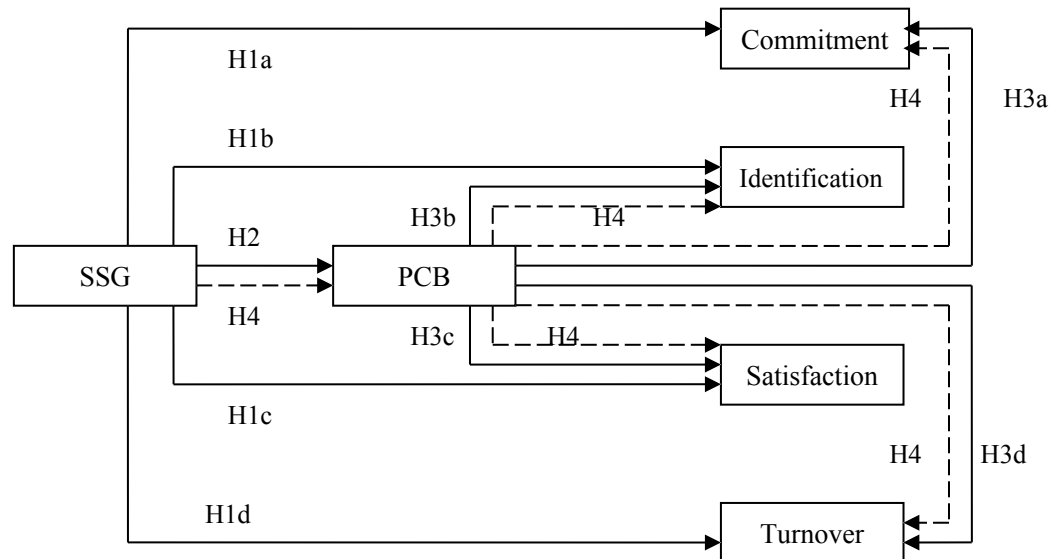 Commitment
H1a
H4
H3a
H1b
Identification
H3b
H4
H2
SSG
PCB
H4
H3c
H4
Satisfaction
H1c
H4
H3d
H1d
Turnover